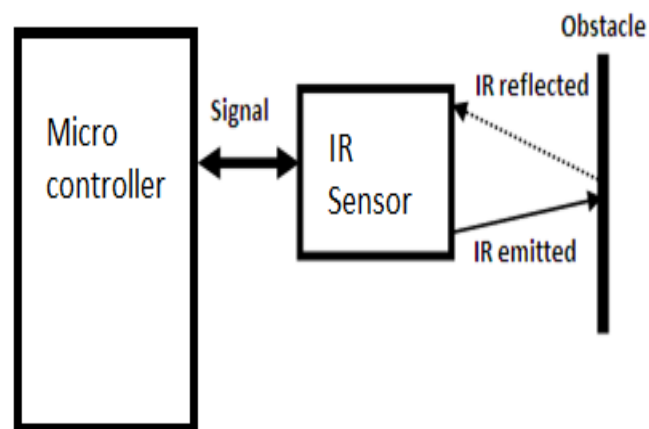 Obstacle
IR reflected
Signal
Micro
controller
IR
Sensor
IR emitted